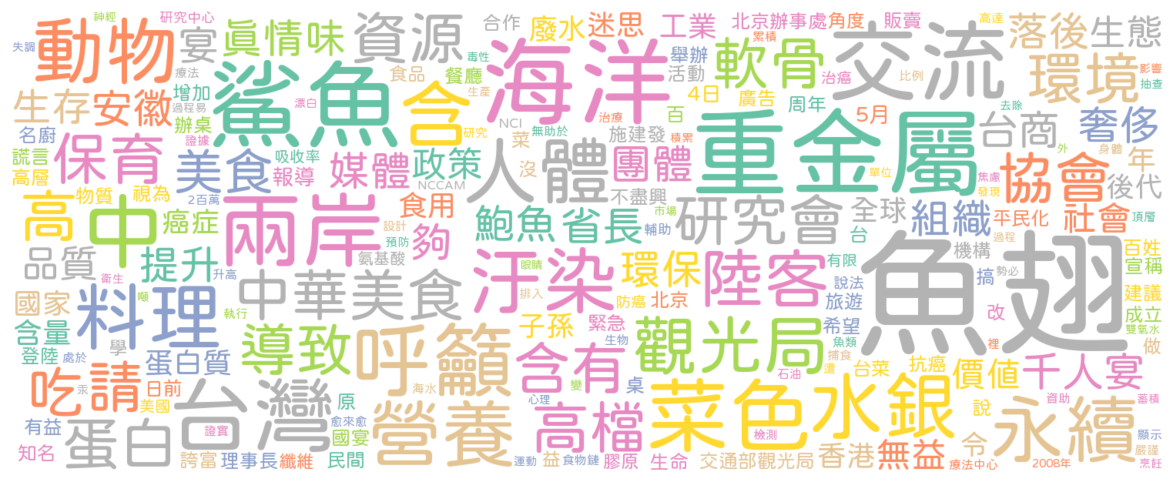 神經
研究中心
宴
真情味
資源
合作
廢水
迷思
工業
北京辦事處
角度
販賣
高達
落後
生態
失調
動物
療法
毒性
海洋
舉辦
累積
交流
影響
增加
鯊魚
食品
餐廳
活動
軟骨
治癌
比例
環境
抽查
生存
安徽
過程易
漂白
含
生產
4日
廣告
周年
5月
去除
名廚
辦桌
證據
研究
NCI
無助於
治療
百
施建發
積累
重金屬
台商
奢侈
謊言
保育
美食
吸收率
媒體
政策
菜
人體
團體
外
身體
高層
報導
NCCAM
沒
單位
焦慮
協會
年
物質
視為
2百萬
食用
不盡興
發現
後代
高
中
癌症
兩岸
設計
夠
鮑魚
省長
市場
研究會
全球
組織
平民化
社會
頂層
預防
輔助
台
過程
品質
提升
衛生
升高
氨基酸
中華美食
眼睛
汙染
環保
陸客
有限
魚翅
機構
搞
勢必
百姓
宣稱
國家
料理
噸
執行
排入
防癌
北京
說法
旅遊
改
建議
含量
導致
呼籲
子孫
緊急
觀光局
希望
成立
雙氧水
登陸
學
蛋白質
生物
魚類
裡
做
處於
含有
石油
捕食
遭
台菜
抗癌
價值
千人宴
吃
請
日前
汞
海水
變
桌
菜色
水銀
資助
蓄積
有益
美國
台灣
原
營養
心理
高檔
說
永續
蛋白
證實
愈來愈
國宴
檢測
令
顯示
知名
誇富
理事長
纖維
民間
運動
益
食物鏈
膠原
生命
交通部觀光局
香港
無益
療法中心
2008年
嚴謹
烹飪